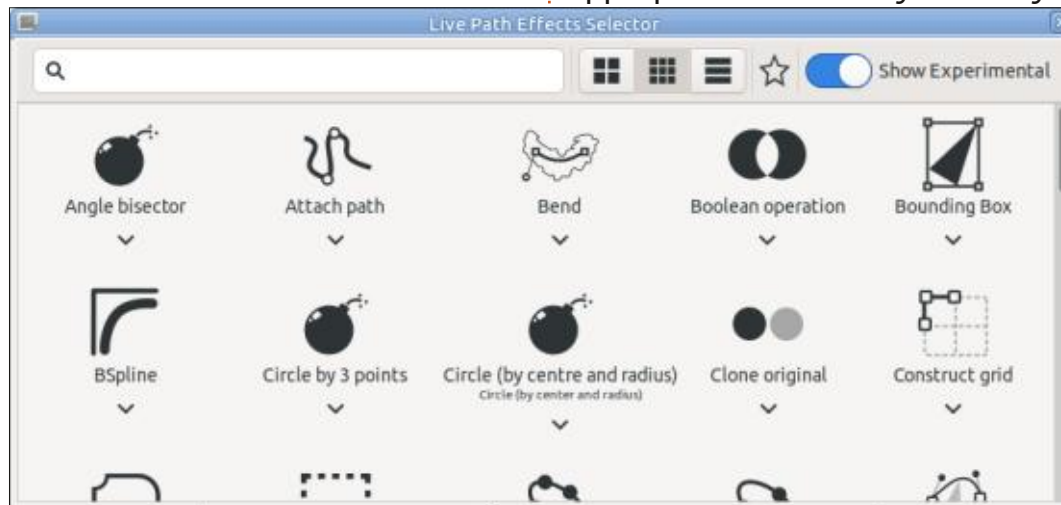 Live Path Effects Selector
Show Experimental
Angle bisector
Attach path
Bend
Boolean operation
Bounding Box
BSpline
Circle by 3 points
Circle (by centre and radius)
Circle (by center and radius)
Clone original
Construct grid